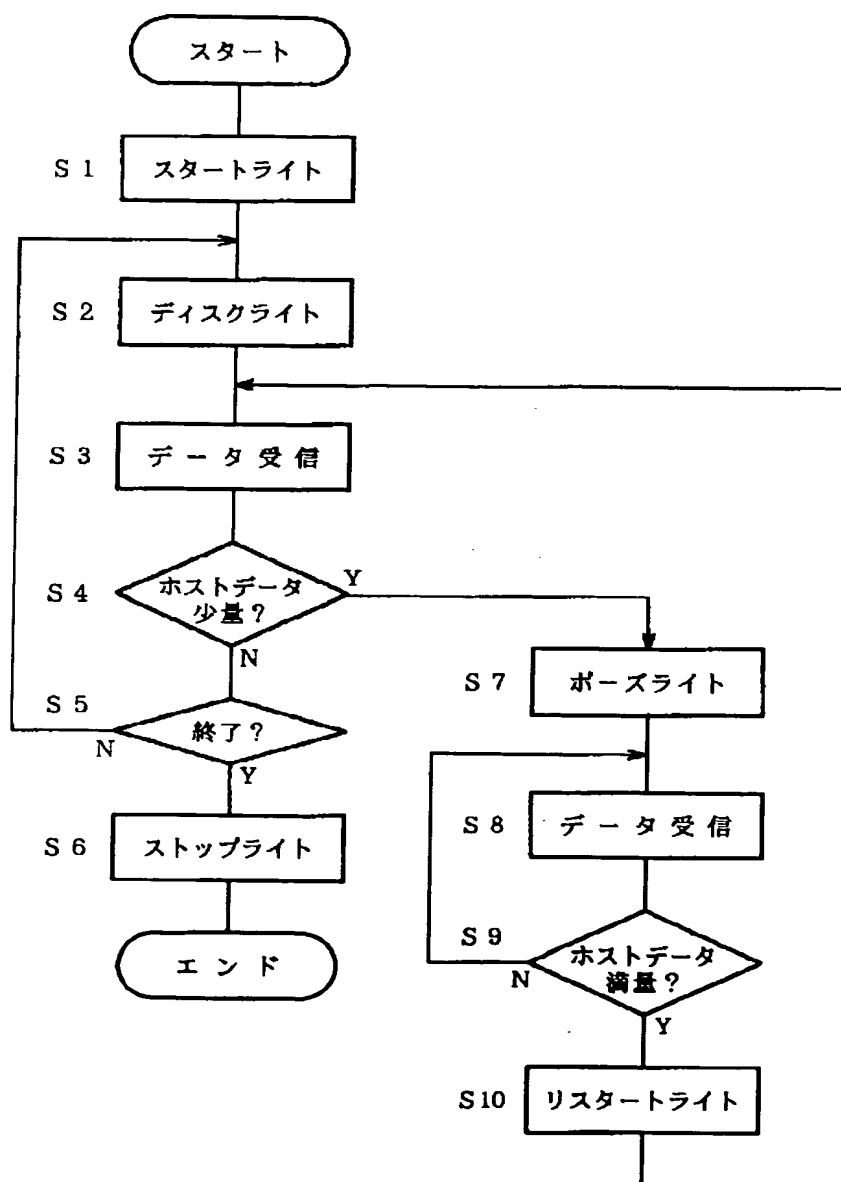 スタート
S 1
スタートライト
S 2
ディスクライト
S 3
データ受信
S 4
ホストデータ
少量？
Y
N
S 5
終了？
N
Y
S 6
ストップライト
エンド
S 7
ポーズライト
S 8
データ受信
S 9
ホストデータ
満量？
N
Y
S10
リスタートライト